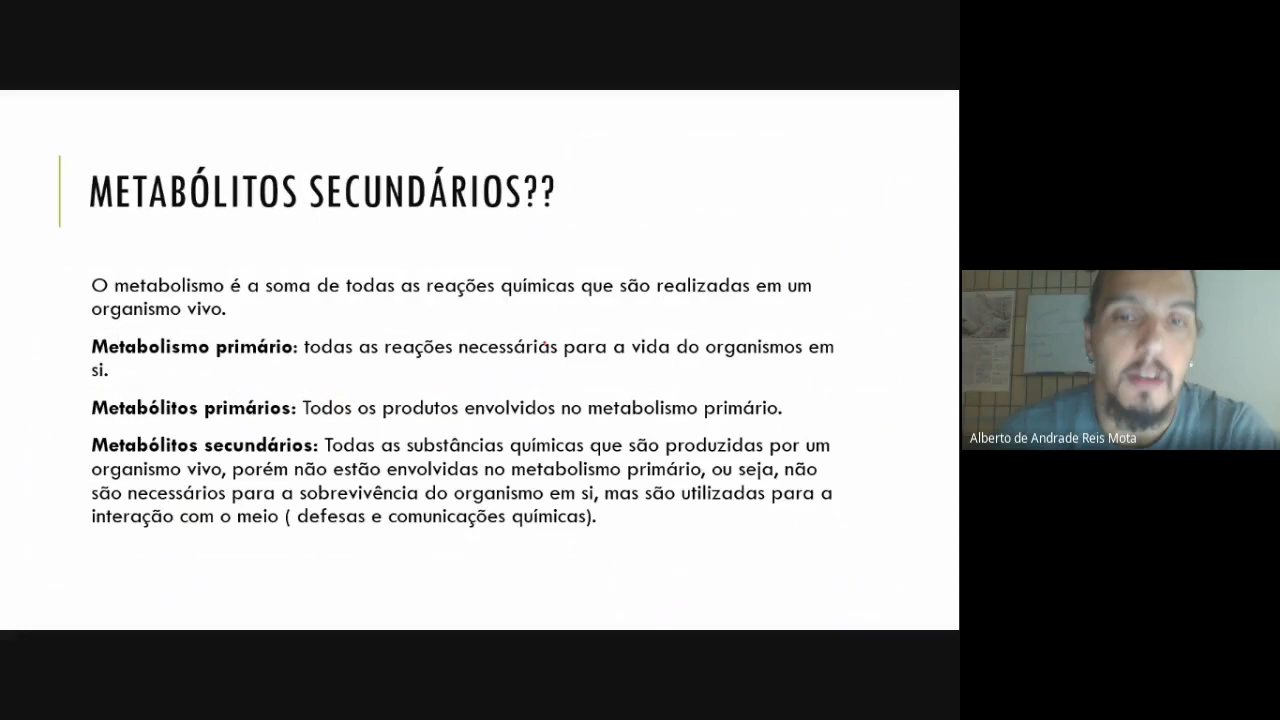 METABÓLITOS SECUNDÁRIOS??
O metabolismo é a soma de todas as reações químicas que são realizadas em um
organismo vivo.
Metabolismo primário: todas as reações necessárias para a vida do organismos em
si.
Metabólitos primários: Todos os produtos envolvidos no metabolismo primário.
Metabólitos secundários: Todas as substâncias químicas que são produzidas por um
organismo vivo, porém não estão envolvidas no metabolismo primário, ou seja, não
são necessários para a sobrevivência do organismo em si, mas são utilizadas para a
interação com o meio ( defesas e comunicações químicas).
Alberto de Andrade Reis Mota